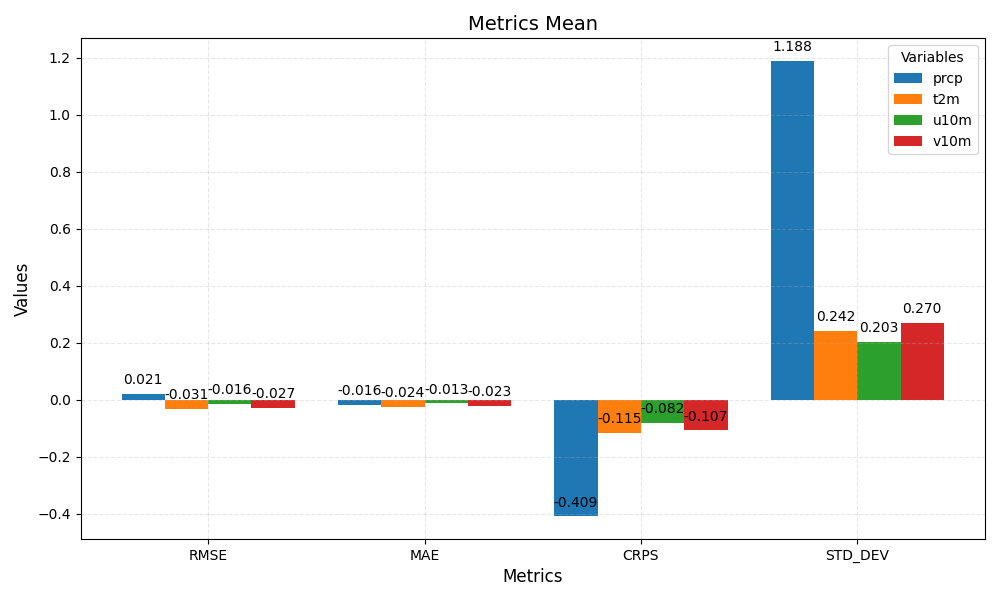 Metrics Mean
Values
1.2
1.0
0.8
0.6
0.4
0.2
0.0
−0.2
−0.4
0.021
-0.031
-0.016
-0.027
-0.016
-0.024
-0.013
-0.023
-0.409
-0.115
-0.082
-0.107
1.188
0.242
0.203
0.270
Variables
prcp
t2m
u10m
v10m
RMSE
MAE
CRPS
STD_DEV
Metrics